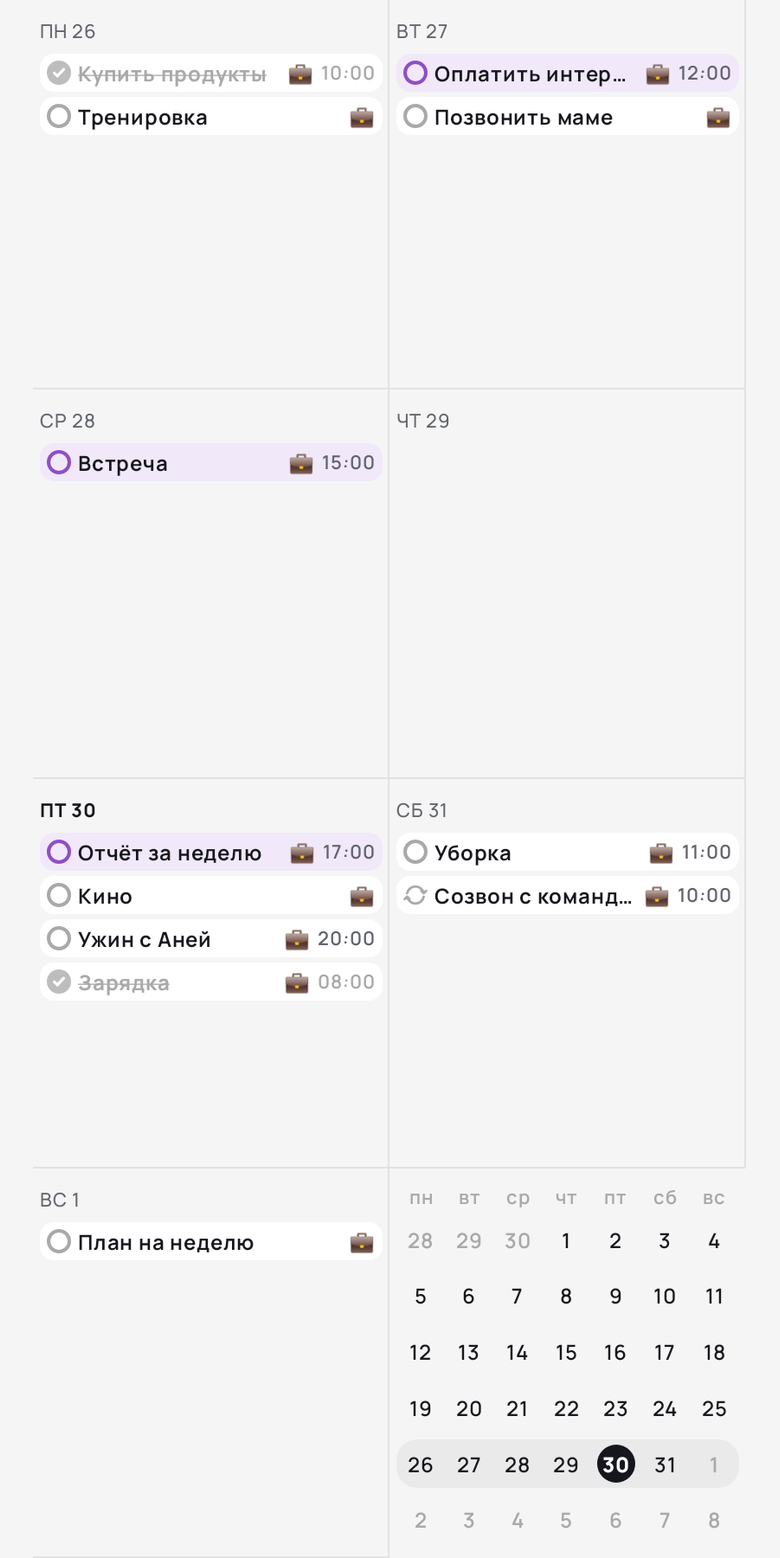 ПН 26
Купить продукты 10:00
Тренировка
ВТ 27
Оплатить интер... 12:00
Позвонить маме
СР 28
Встреча 15:00
ЧТ 29
ПТ 30
Отчёт за неделю 17:00
Кино
Ужин с Аней 20:00
Зарядка 08:00
СБ 31
Уборка 11:00
Созвон с команд... 10:00
ВС 1
План на неделю
пн вт ср чт пт сб вс
28 29 30 1 2 3 4
5 6 7 8 9 10 11
12 13 14 15 16 17 18
19 20 21 22 23 24 25
26 27 28 29 30 31 1
2 3 4 5 6 7 8